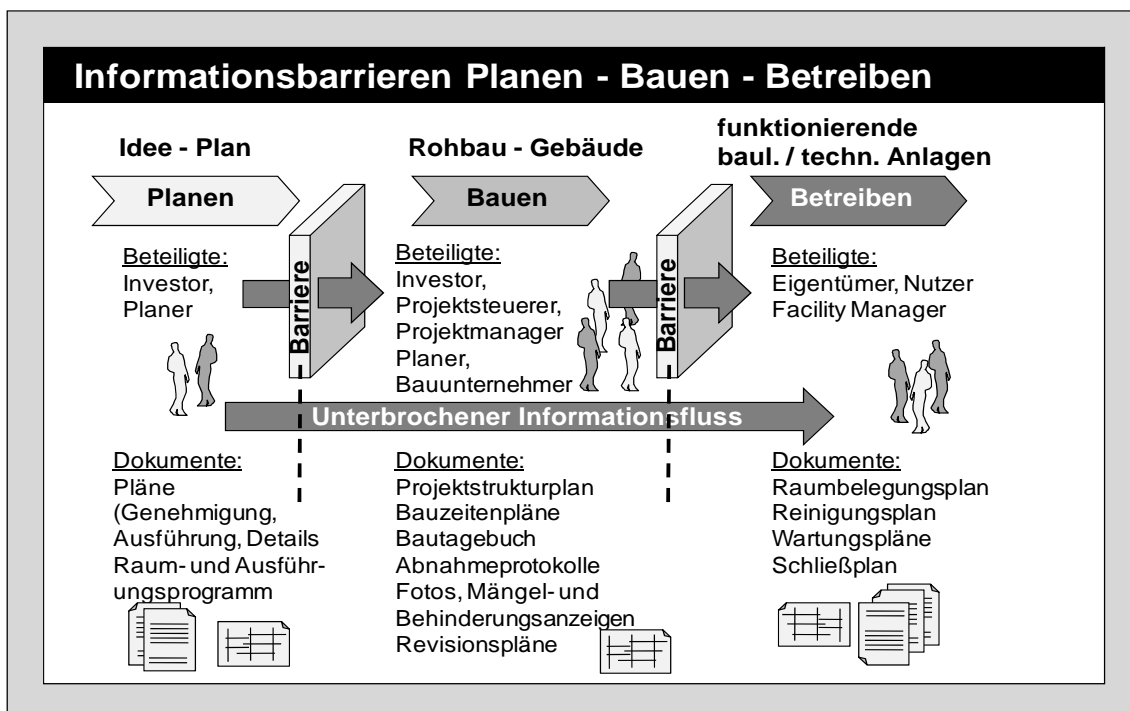 Informationsbarrieren Planen - Bauen - Betreiben
Idee - Plan
Planen
Beteiligte:
Investor,
Planer
Barriere
Rohbau - Gebäude
Bauen
Beteiligte:
Investor,
Projektsteuerer,
Projektmanager
Planer,
Bauunternehmer
Barriere
funktionierende
baul. / techn. Anlagen
Betreiben
Beteiligte:
Eigentümer, Nutzer
Facility Manager
Unterbrochener Informationsfluss
Dokumente:
Pläne
(Genehmigung,
Ausführung, Details
Raum- und Ausführ-
ungsprogramm
Dokumente:
Projektstrukturplan
Bauzeitenpläne
Bautagebuch
Abnahmeprotokolle
Fotos, Mängel- und
Behinderungsanzeigen
Revisionspläne
Dokumente:
Raumbelegungsplan
Reinigungsplan
Wartungspläne
Schließplan